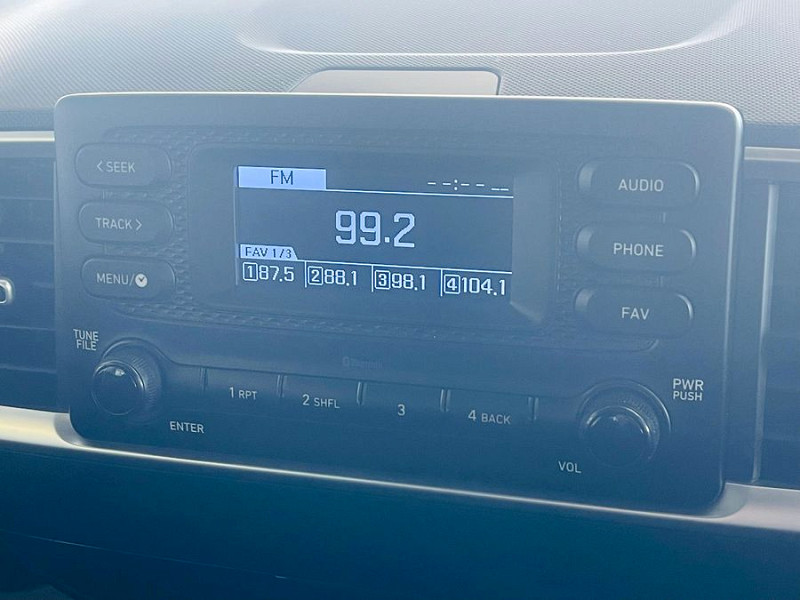 < SEEK
TRACK >
MENU/
FM
--:-- --
99.2
FAV 1/3
1 87.5 2 88.1 3 98.1 4 104.1
AUDIO
PHONE
FAV
TUNE
FILE
ENTER
1 RPT
2 SHFL
3
4 BACK
PWR
PUSH
VOL